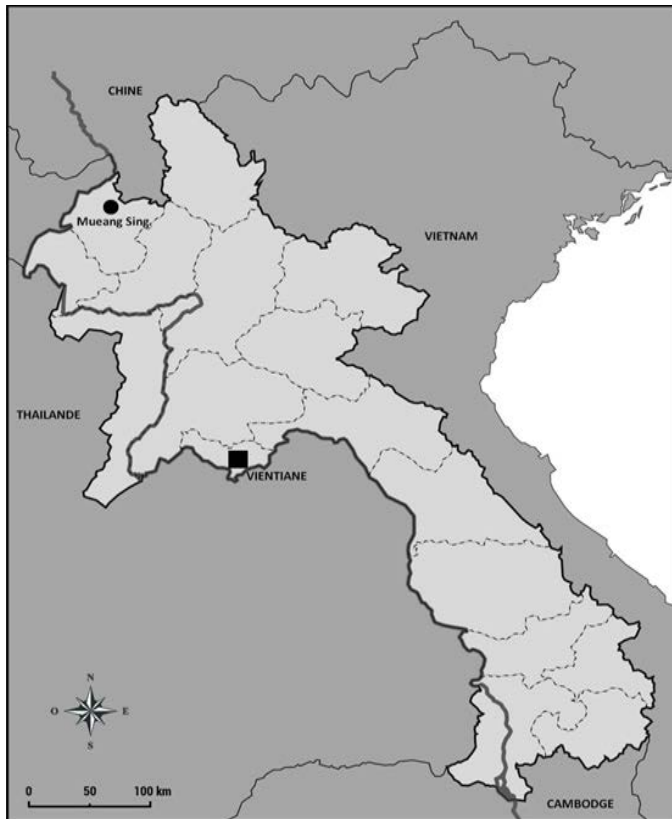 CHINE
Mueang Sing
VIETNAM
THAILANDE
VIENTIANE
N
O E
S
0 50 100 km
CAMBODGE